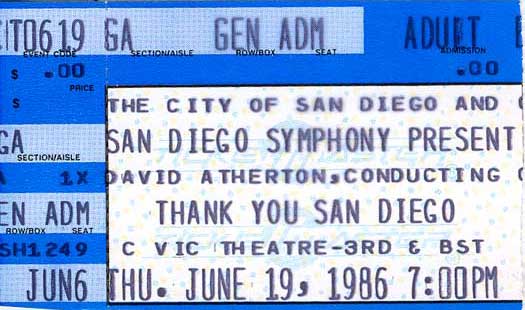 CIT0619 GA GEN ADM ADULT
EVENT CODE SECTION/AISLE ROW/BOX SEAT ADMISSION
$ .00 .00
PRICE
$ THE CITY OF SAN DIEGO AND
GA SAN DIEGO SYMPHONY PRESENT
SECTION/AISLE
1X DAVID ATHERTON, CONDUCTING
EN ADM THANK YOU SAN DIEGO
ROW/BOX SEAT
SH1249 C VIC THEATRE-3RD & BST
JUN6 THU. JUNE 19, 1986 7:00PM